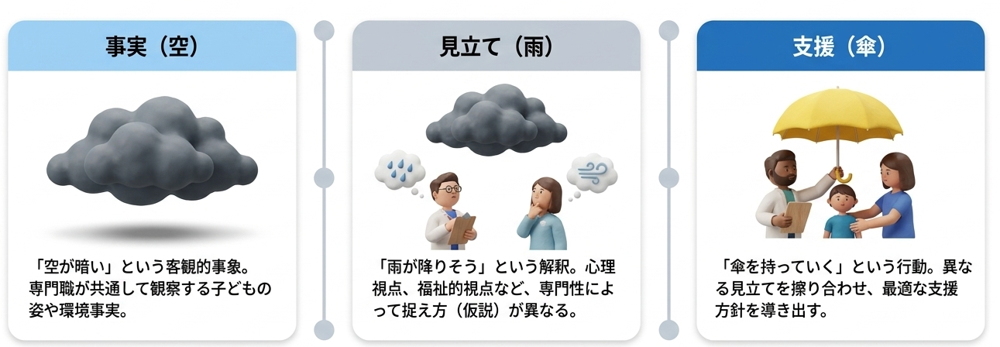 事実（空）
「空が暗い」という客観的事象。
専門職が共通して観察する子どもの
姿や環境事実。
見立て（雨）
「雨が降りそう」という解釈。心理
視点、福祉的視点など、専門性によ
って捉え方（仮説）が異なる。
支援（傘）
「傘を持っていく」という行動。異な
る見立てを擦り合わせ、最適な支援
方針を導き出す。